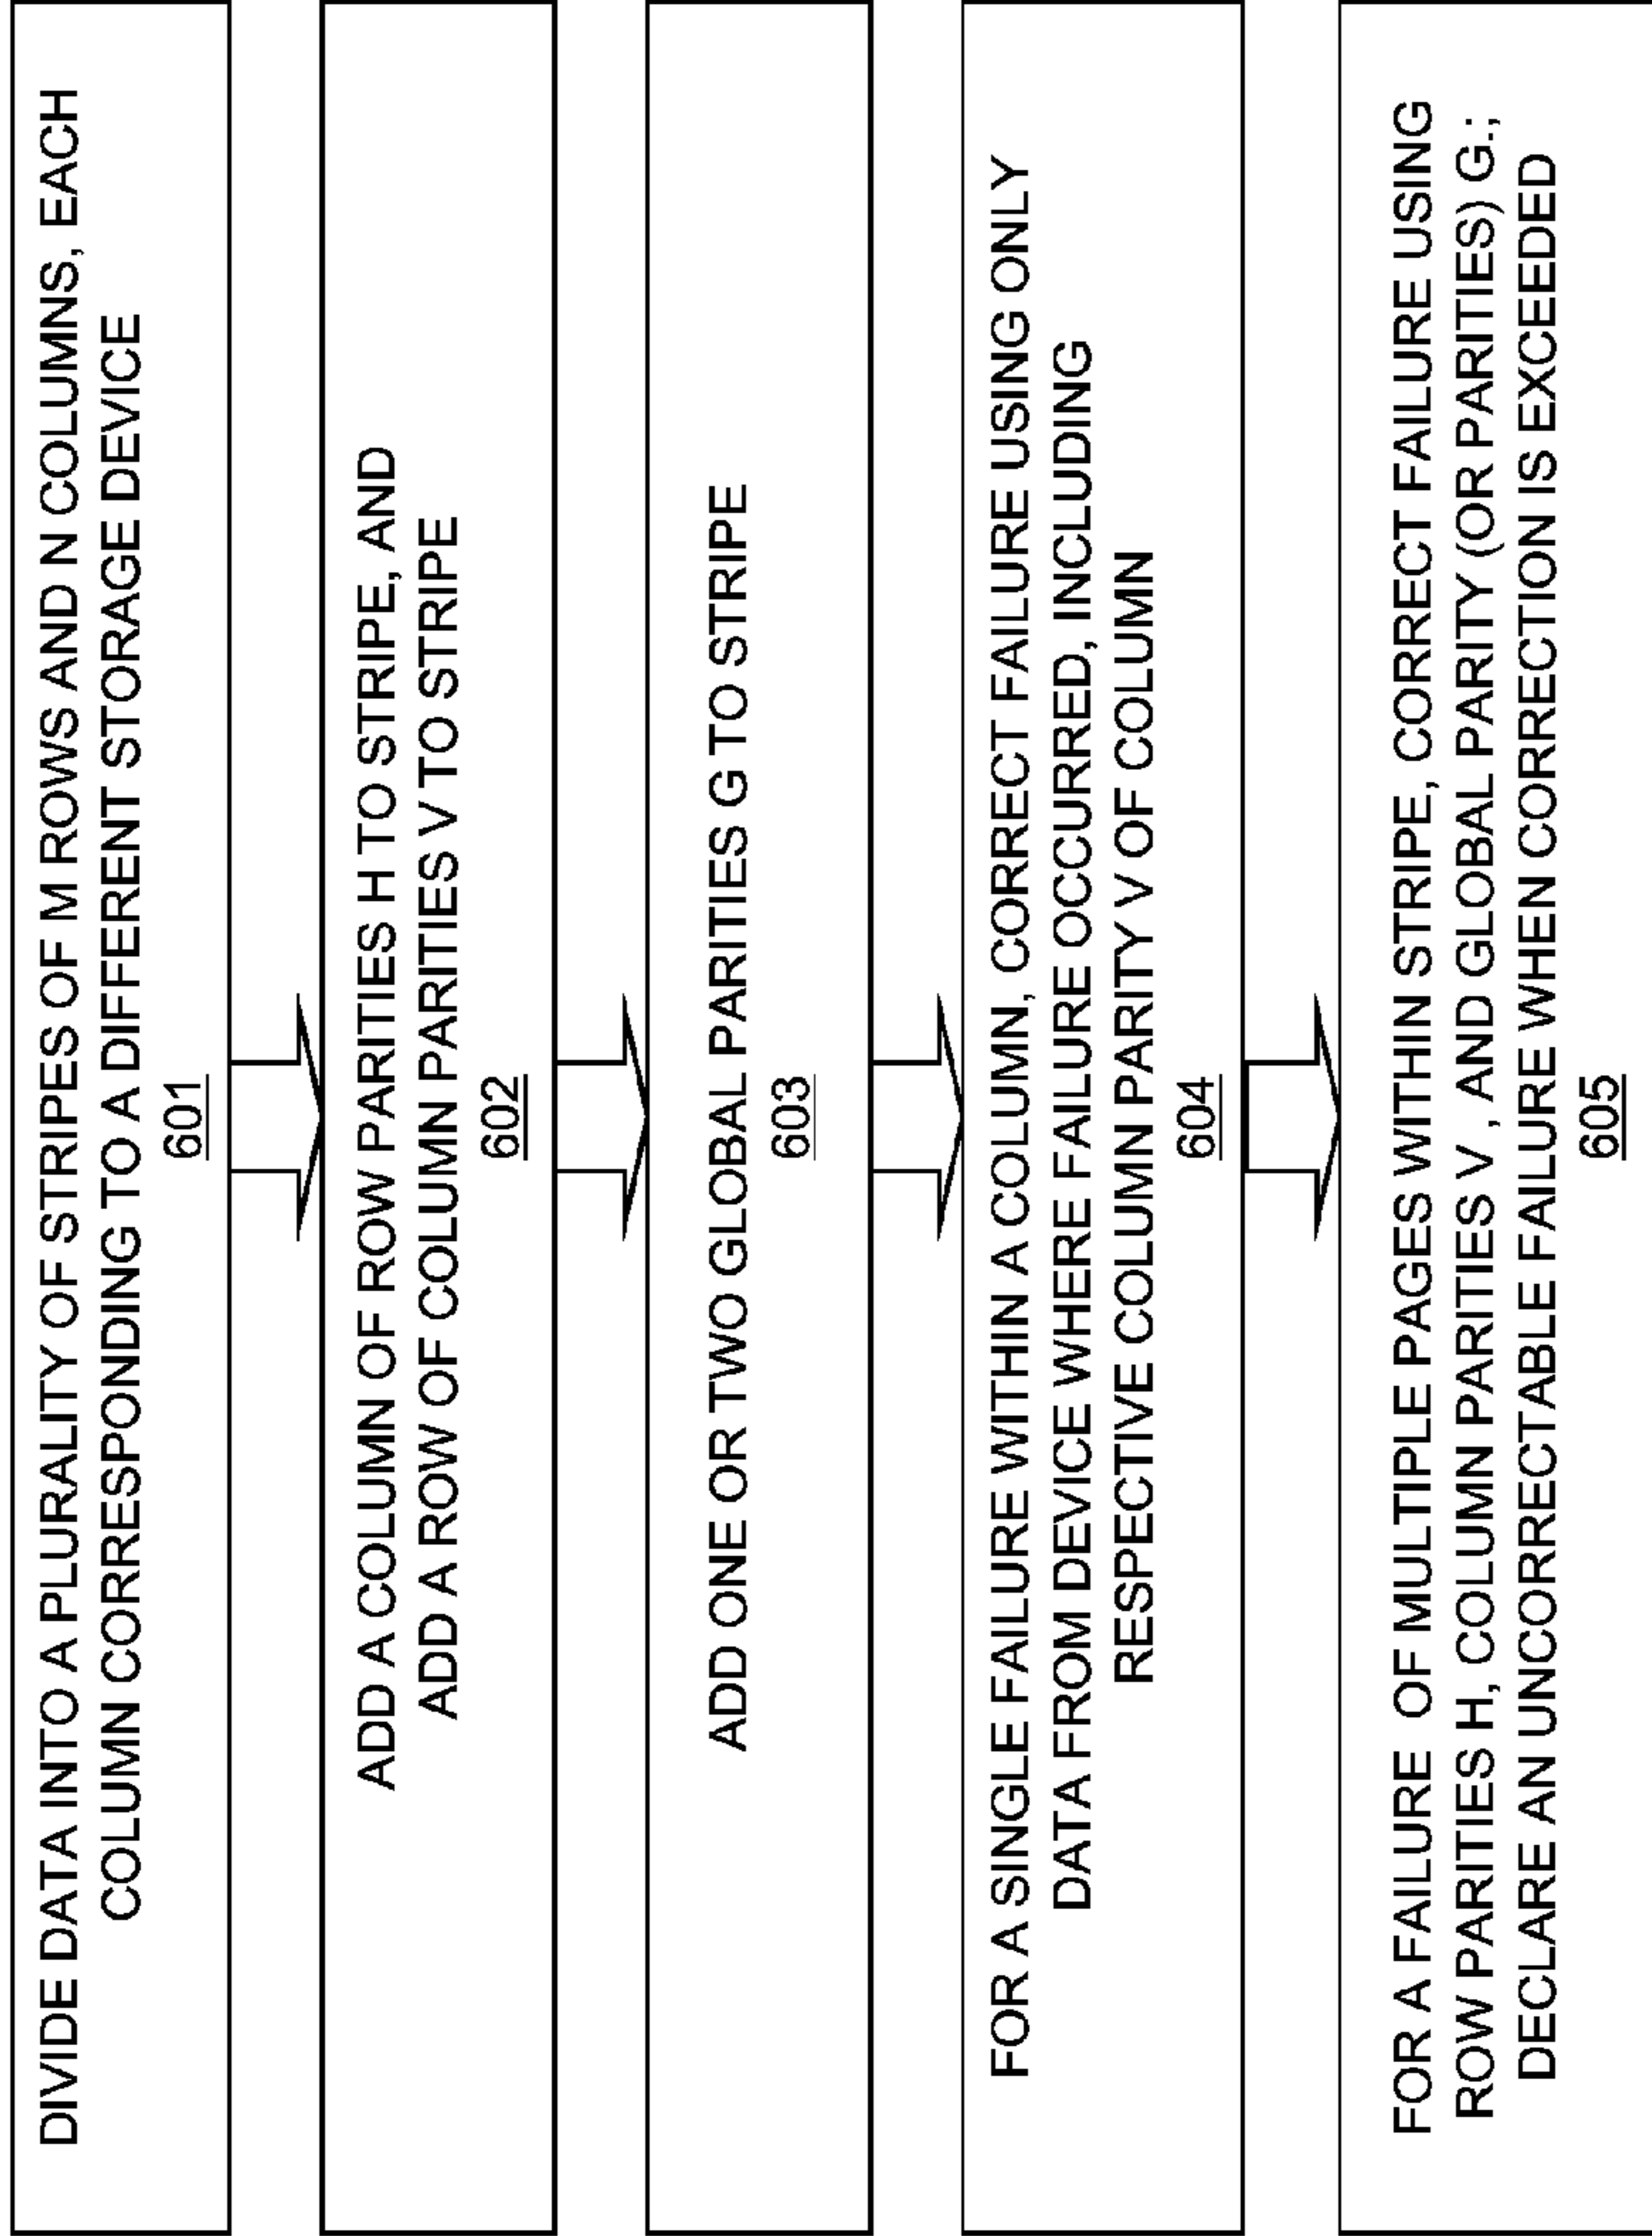 DIVIDE DATA INTO A PLURALITY OF STRIPES OF M ROWS AND N COLUMNS, EACH
COLUMN CORRESPONDING TO A DIFFERENT STORAGE DEVICE
601
ADD A COLUMN OF ROW PARITIES H TO STRIPE, AND
ADD A ROW OF COLUMN PARITIES V TO STRIPE
602
ADD ONE OR TWO GLOBAL PARITIES G TO STRIPE
603
FOR A SINGLE FAILURE WITHIN A COLUMN, CORRECT FAILURE USING ONLY
DATA FROM DEVICE WHERE FAILURE OCCURRED, INCLUDING
RESPECTIVE COLUMN PARITY V OF COLUMN
604
FOR A FAILURE OF MULTIPLE PAGES WITHIN STRIPE, CORRECT FAILURE USING
ROW PARITIES H, COLUMN PARITIES V , AND GLOBAL PARITY (OR PARITIES) G.;
DECLARE AN UNCORRECTABLE FAILURE WHEN CORRECTION IS EXCEEDED
605